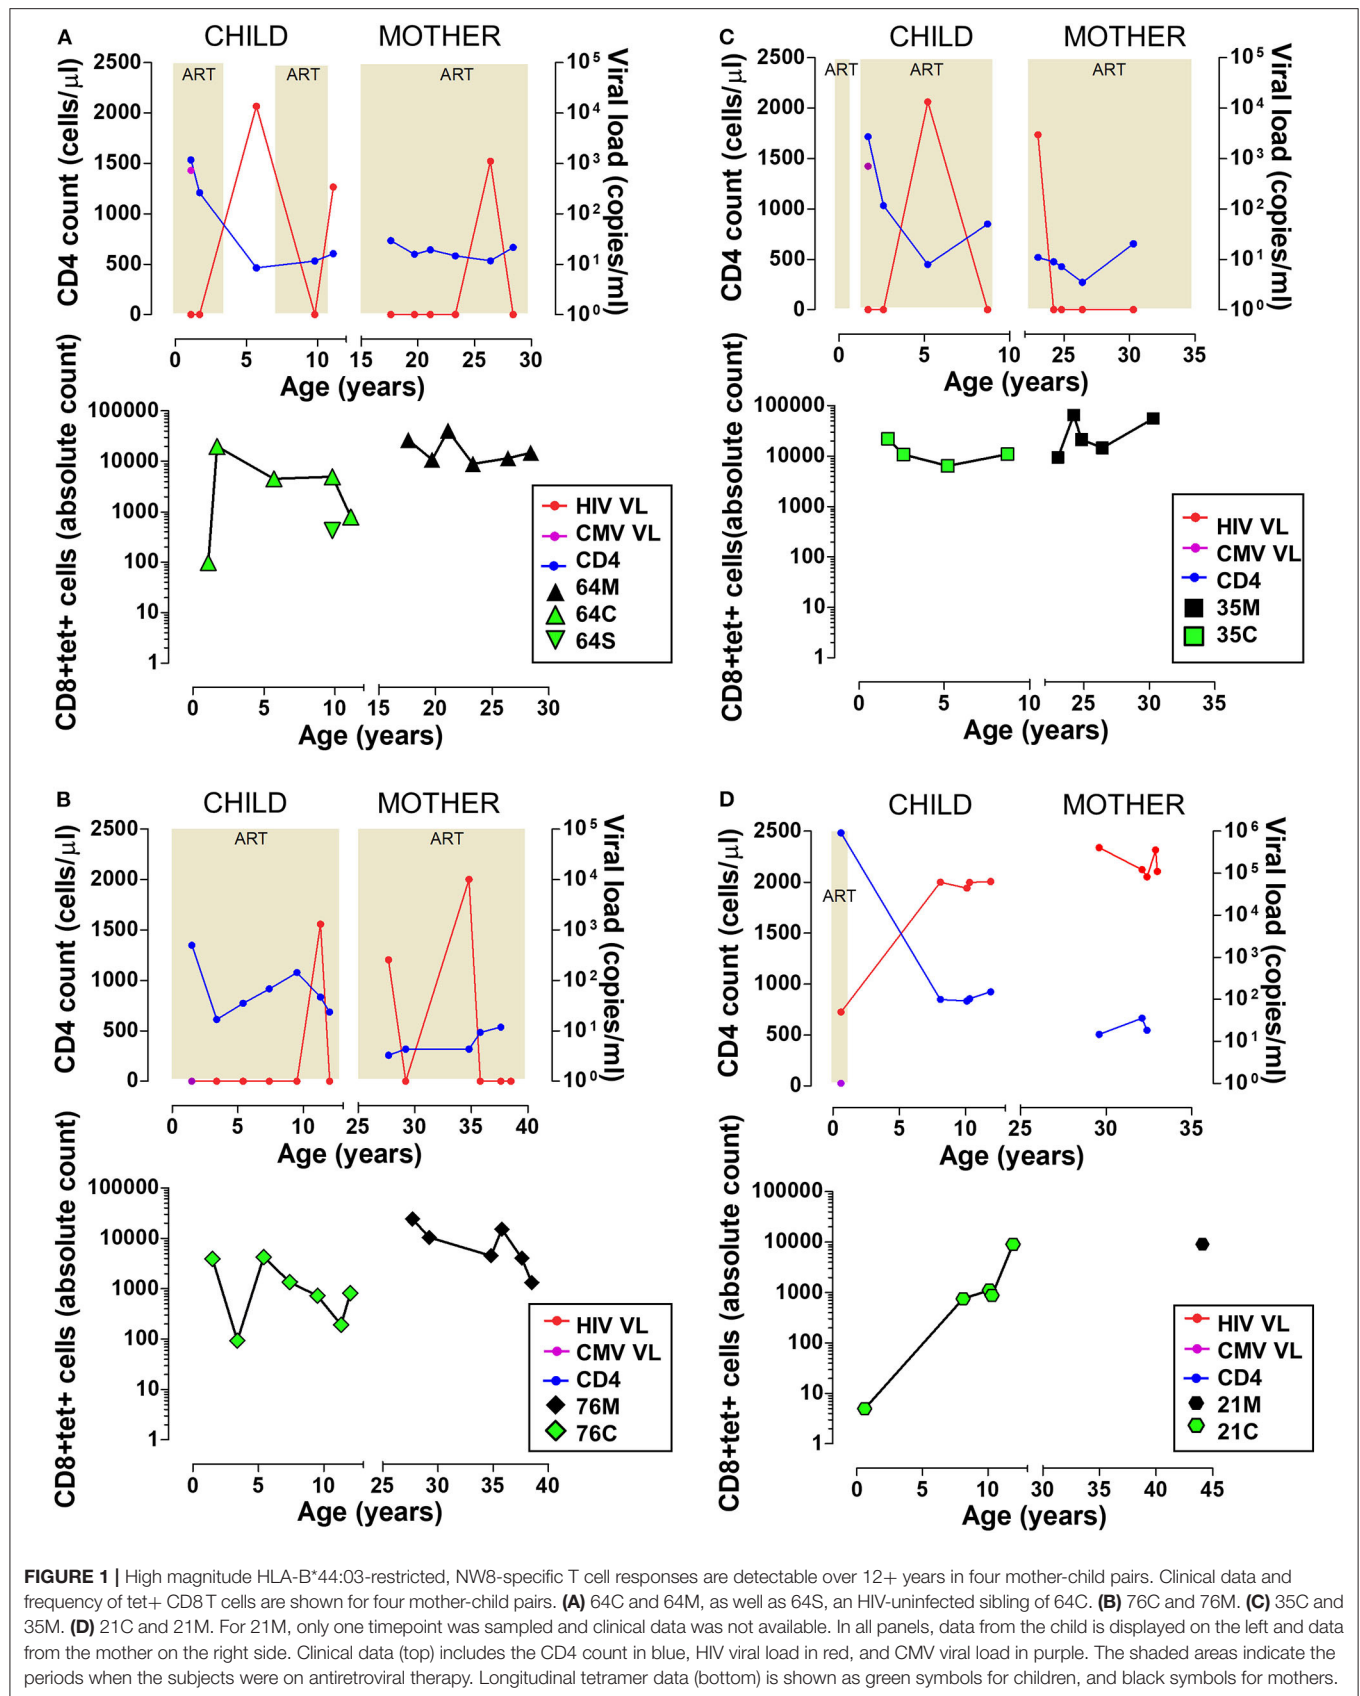 A
CHILD
MOTHER
2500
2000
1500
1000
500
0
CD4 count (cells/µl)
ART
ART
ART
10⁵
10⁴
10³
10²
10¹
10⁰
Viral load (copies/ml)
0 5 10 15 20 25 30
Age (years)
100000
10000
1000
100
10
1
CD8+tet+ cells (absolute count)
HIV VL
CMV VL
CD4
64M
64C
64S
0 5 10 15 20 25 30
Age (years)
C
CHILD
MOTHER
2500
2000
1500
1000
500
0
CD4 count (cells/µl)
ART
ART
ART
10⁵
10⁴
10³
10²
10¹
10⁰
Viral load (copies/ml)
0 5 10 25 30 35
Age (years)
100000
10000
1000
100
10
1
CD8+tet+ cells(absolute count)
HIV VL
CMV VL
CD4
35M
35C
0 5 10 25 30 35
Age (years)
B
CHILD
MOTHER
2500
2000
1500
1000
500
0
CD4 count (cells/µl)
ART
ART
10⁵
10⁴
10³
10²
10¹
10⁰
Viral load (copies/ml)
0 5 10 25 30 35 40
Age (years)
100000
10000
1000
100
10
1
CD8+tet+ cells (absolute count)
HIV VL
CMV VL
CD4
76M
76C
0 5 10 25 30 35 40
Age (years)
D
CHILD
MOTHER
2500
2000
1500
1000
500
0
CD4 count (cells/µl)
ART
10⁶
10⁵
10⁴
10³
10²
10¹
10⁰
Viral load (copies/ml)
0 5 10 25 30 35
Age (years)
100000
10000
1000
100
10
1
CD8+tet+ cells (absolute count)
HIV VL
CMV VL
CD4
21M
21C
0 5 10 30 35 40 45
Age (years)
FIGURE 1 | High magnitude HLA-B*44:03-restricted, NW8-specific T cell responses are detectable over 12+ years in four mother-child pairs. Clinical data and
frequency of tet+ CD8 T cells are shown for four mother-child pairs. (A) 64C and 64M, as well as 64S, an HIV-uninfected sibling of 64C. (B) 76C and 76M. (C) 35C and
35M. (D) 21C and 21M. For 21M, only one timepoint was sampled and clinical data was not available. In all panels, data from the child is displayed on the left and data
from the mother on the right side. Clinical data (top) includes the CD4 count in blue, HIV viral load in red, and CMV viral load in purple. The shaded areas indicate the
periods when the subjects were on antiretroviral therapy. Longitudinal tetramer data (bottom) is shown as green symbols for children, and black symbols for mothers.